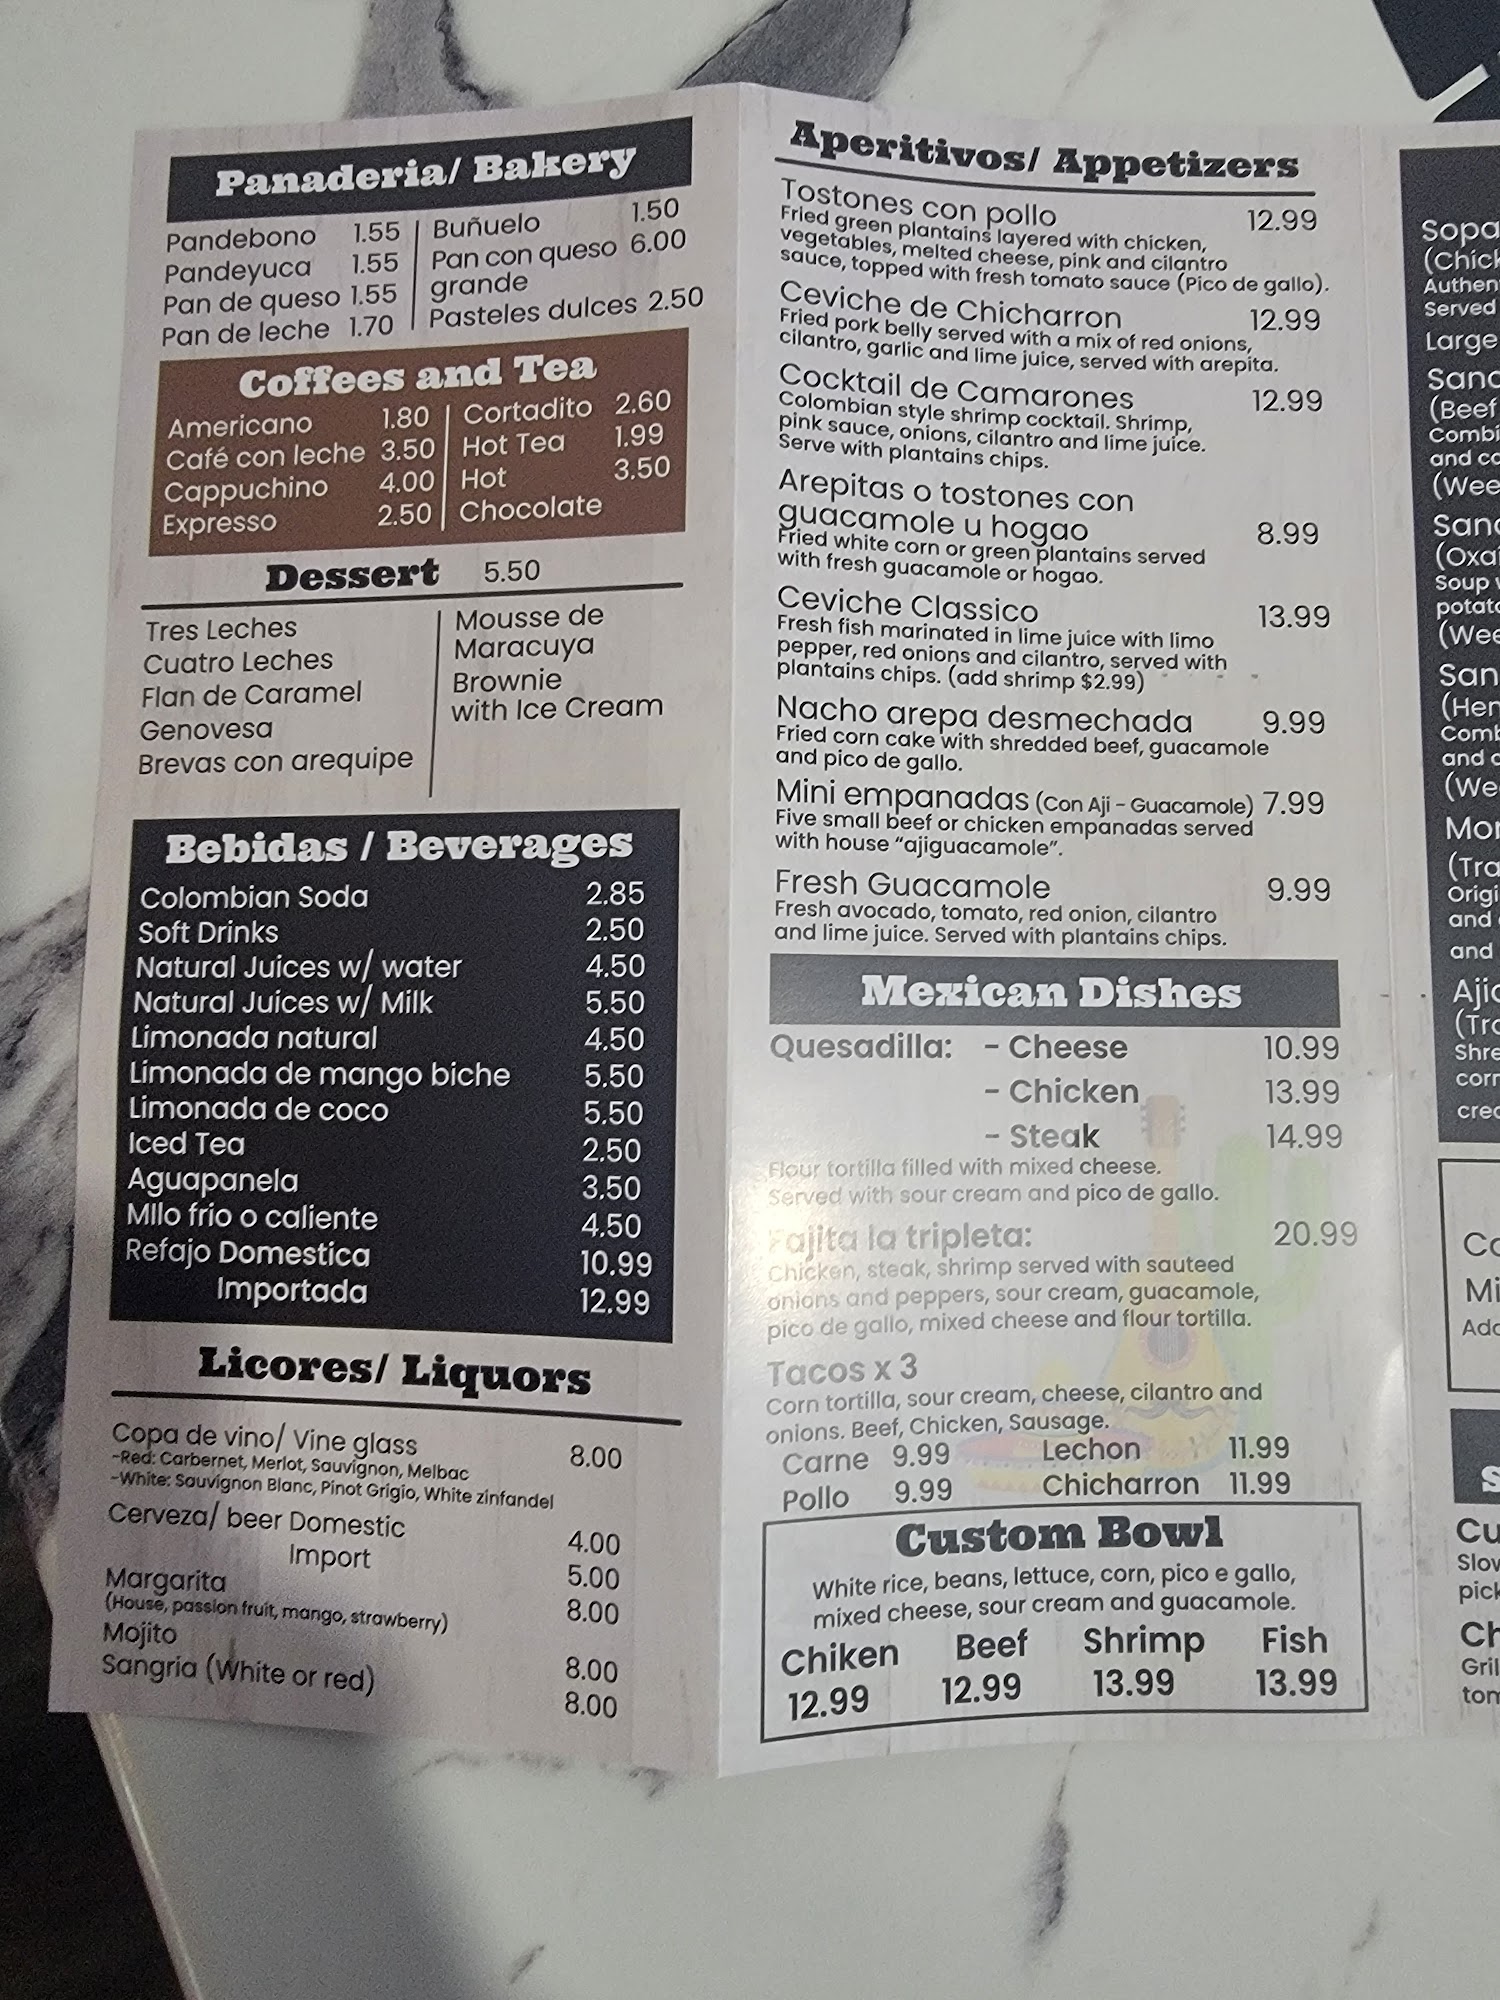 Panaderia/ Bakery
Pandebono 1.55
Pandeyuca 1.55
Pan de queso 1.55
Pan de leche 1.70
Buñuelo 1.50
Pan con queso 6.00
grande
Pasteles dulces 2.50
Coffees and Tea
Americano 1.80
Café con leche 3.50
Cappuchino 4.00
Expresso 2.50
Cortadito 2.60
Hot Tea 1.99
Hot 3.50
Chocolate
Dessert 5.50
Tres Leches
Cuatro Leches
Flan de Caramel
Genovesa
Brevas con arequipe
Mousse de
Maracuya
Brownie
with Ice Cream
Bebidas / Beverages
Colombian Soda 2.85
Soft Drinks 2.50
Natural Juices w/ water 4.50
Natural Juices w/ Milk 5.50
Limonada natural 4.50
Limonada de mango biche 5.50
Limonada de coco 5.50
Iced Tea 2.50
Aguapanela 3.50
MIlo frio o caliente 4.50
Refajo Domestica 10.99
Importada 12.99
Licores/ Liquors
Copa de vino/ Vine glass 8.00
-Red: Carbernet, Merlot, Sauvignon, Melbac
-White: Sauvignon Blanc, Pinot Grigio, White zinfandel
Cerveza/ beer Domestic 4.00
Import 5.00
Margarita 8.00
(House, passion fruit, mango, strawberry)
Mojito 8.00
Sangria (White or red) 8.00
Aperitivos/ Appetizers
Tostones con pollo 12.99
Fried green plantains layered with chicken,
vegetables, melted cheese, pink and cilantro
sauce, topped with fresh tomato sauce (Pico de gallo).
Ceviche de Chicharron 12.99
Fried pork belly served with a mix of red onions,
cilantro, garlic and lime juice, served with arepita.
Cocktail de Camarones 12.99
Colombian style shrimp cocktail. Shrimp,
pink sauce, onions, cilantro and lime juice.
Serve with plantains chips.
Arepitas o tostones con
guacamole u hogao 8.99
Fried white corn or green plantains served
with fresh guacamole or hogao.
Ceviche Classico 13.99
Fresh fish marinated in lime juice with limo
pepper, red onions and cilantro, served with
plantains chips. (add shrimp $2.99)
Nacho arepa desmechada 9.99
Fried corn cake with shredded beef, guacamole
and pico de gallo.
Mini empanadas (Con Aji - Guacamole) 7.99
Five small beef or chicken empanadas served
with house "ajiguacamole".
Fresh Guacamole 9.99
Fresh avocado, tomato, red onion, cilantro
and lime juice. Served with plantains chips.
Mexican Dishes
Quesadilla: - Cheese 10.99
- Chicken 13.99
- Steak 14.99
Flour tortilla filled with mixed cheese.
Served with sour cream and pico de gallo.
Fajita la tripleta: 20.99
Chicken, steak, shrimp served with sauteed
onions and peppers, sour cream, guacamole,
pico de gallo, mixed cheese and flour tortilla.
Tacos x 3
Corn tortilla, sour cream, cheese, cilantro and
onions. Beef, Chicken, Sausage.
Carne 9.99 Lechon 11.99
Pollo 9.99 Chicharron 11.99
Custom Bowl
White rice, beans, lettuce, corn, pico e gallo,
mixed cheese, sour cream and guacamole.
Chiken Beef Shrimp Fish
12.99 12.99 13.99 13.99
Sopa
Served
Large
(Beef
and
and